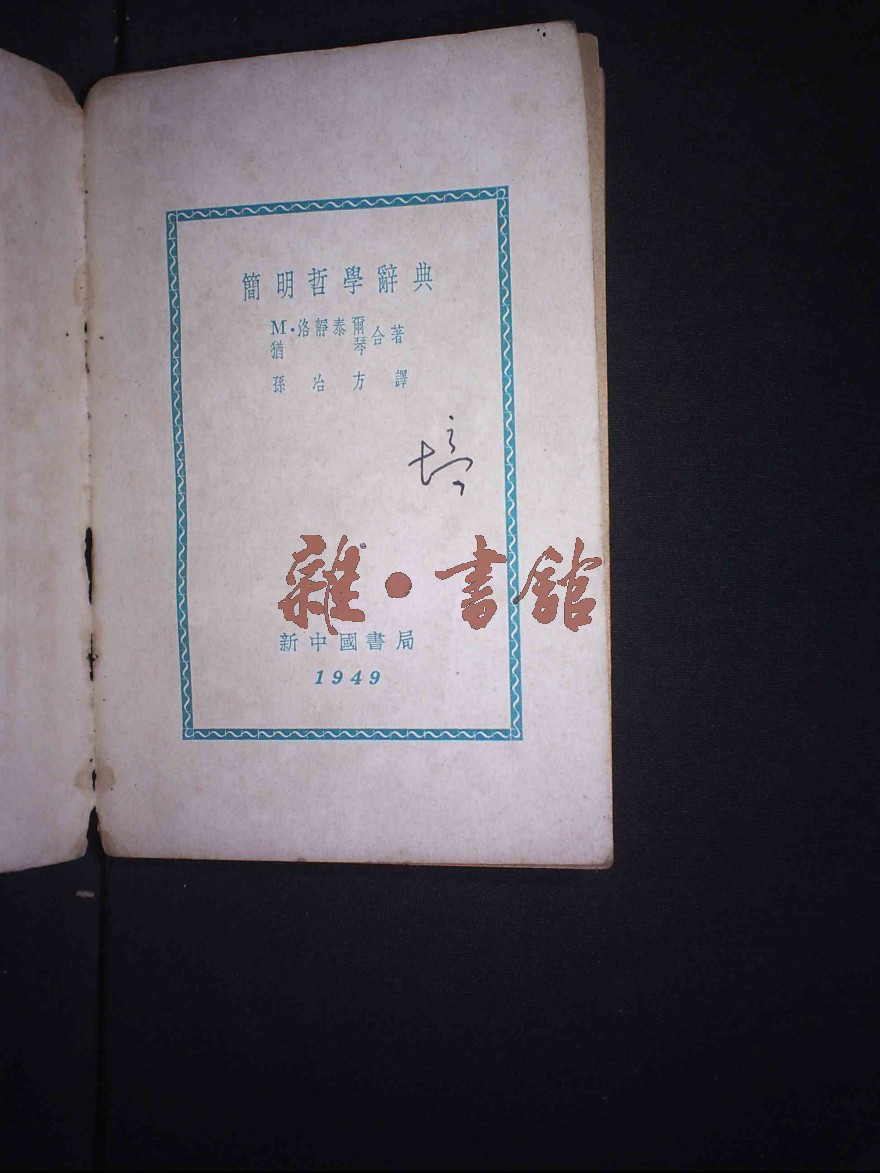 簡明哲學辭典
M·洛靜泰爾
猶琴 合著
孫冶方譯
雜·書館
新中國書局
1949